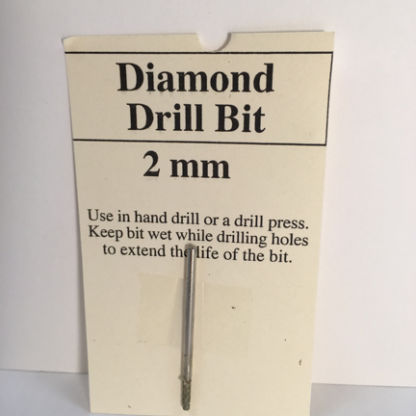 Diamond
Drill Bit
2 mm
Use in hand drill or a drill press.
Keep bit wet while drilling holes
to extend the life of the bit.